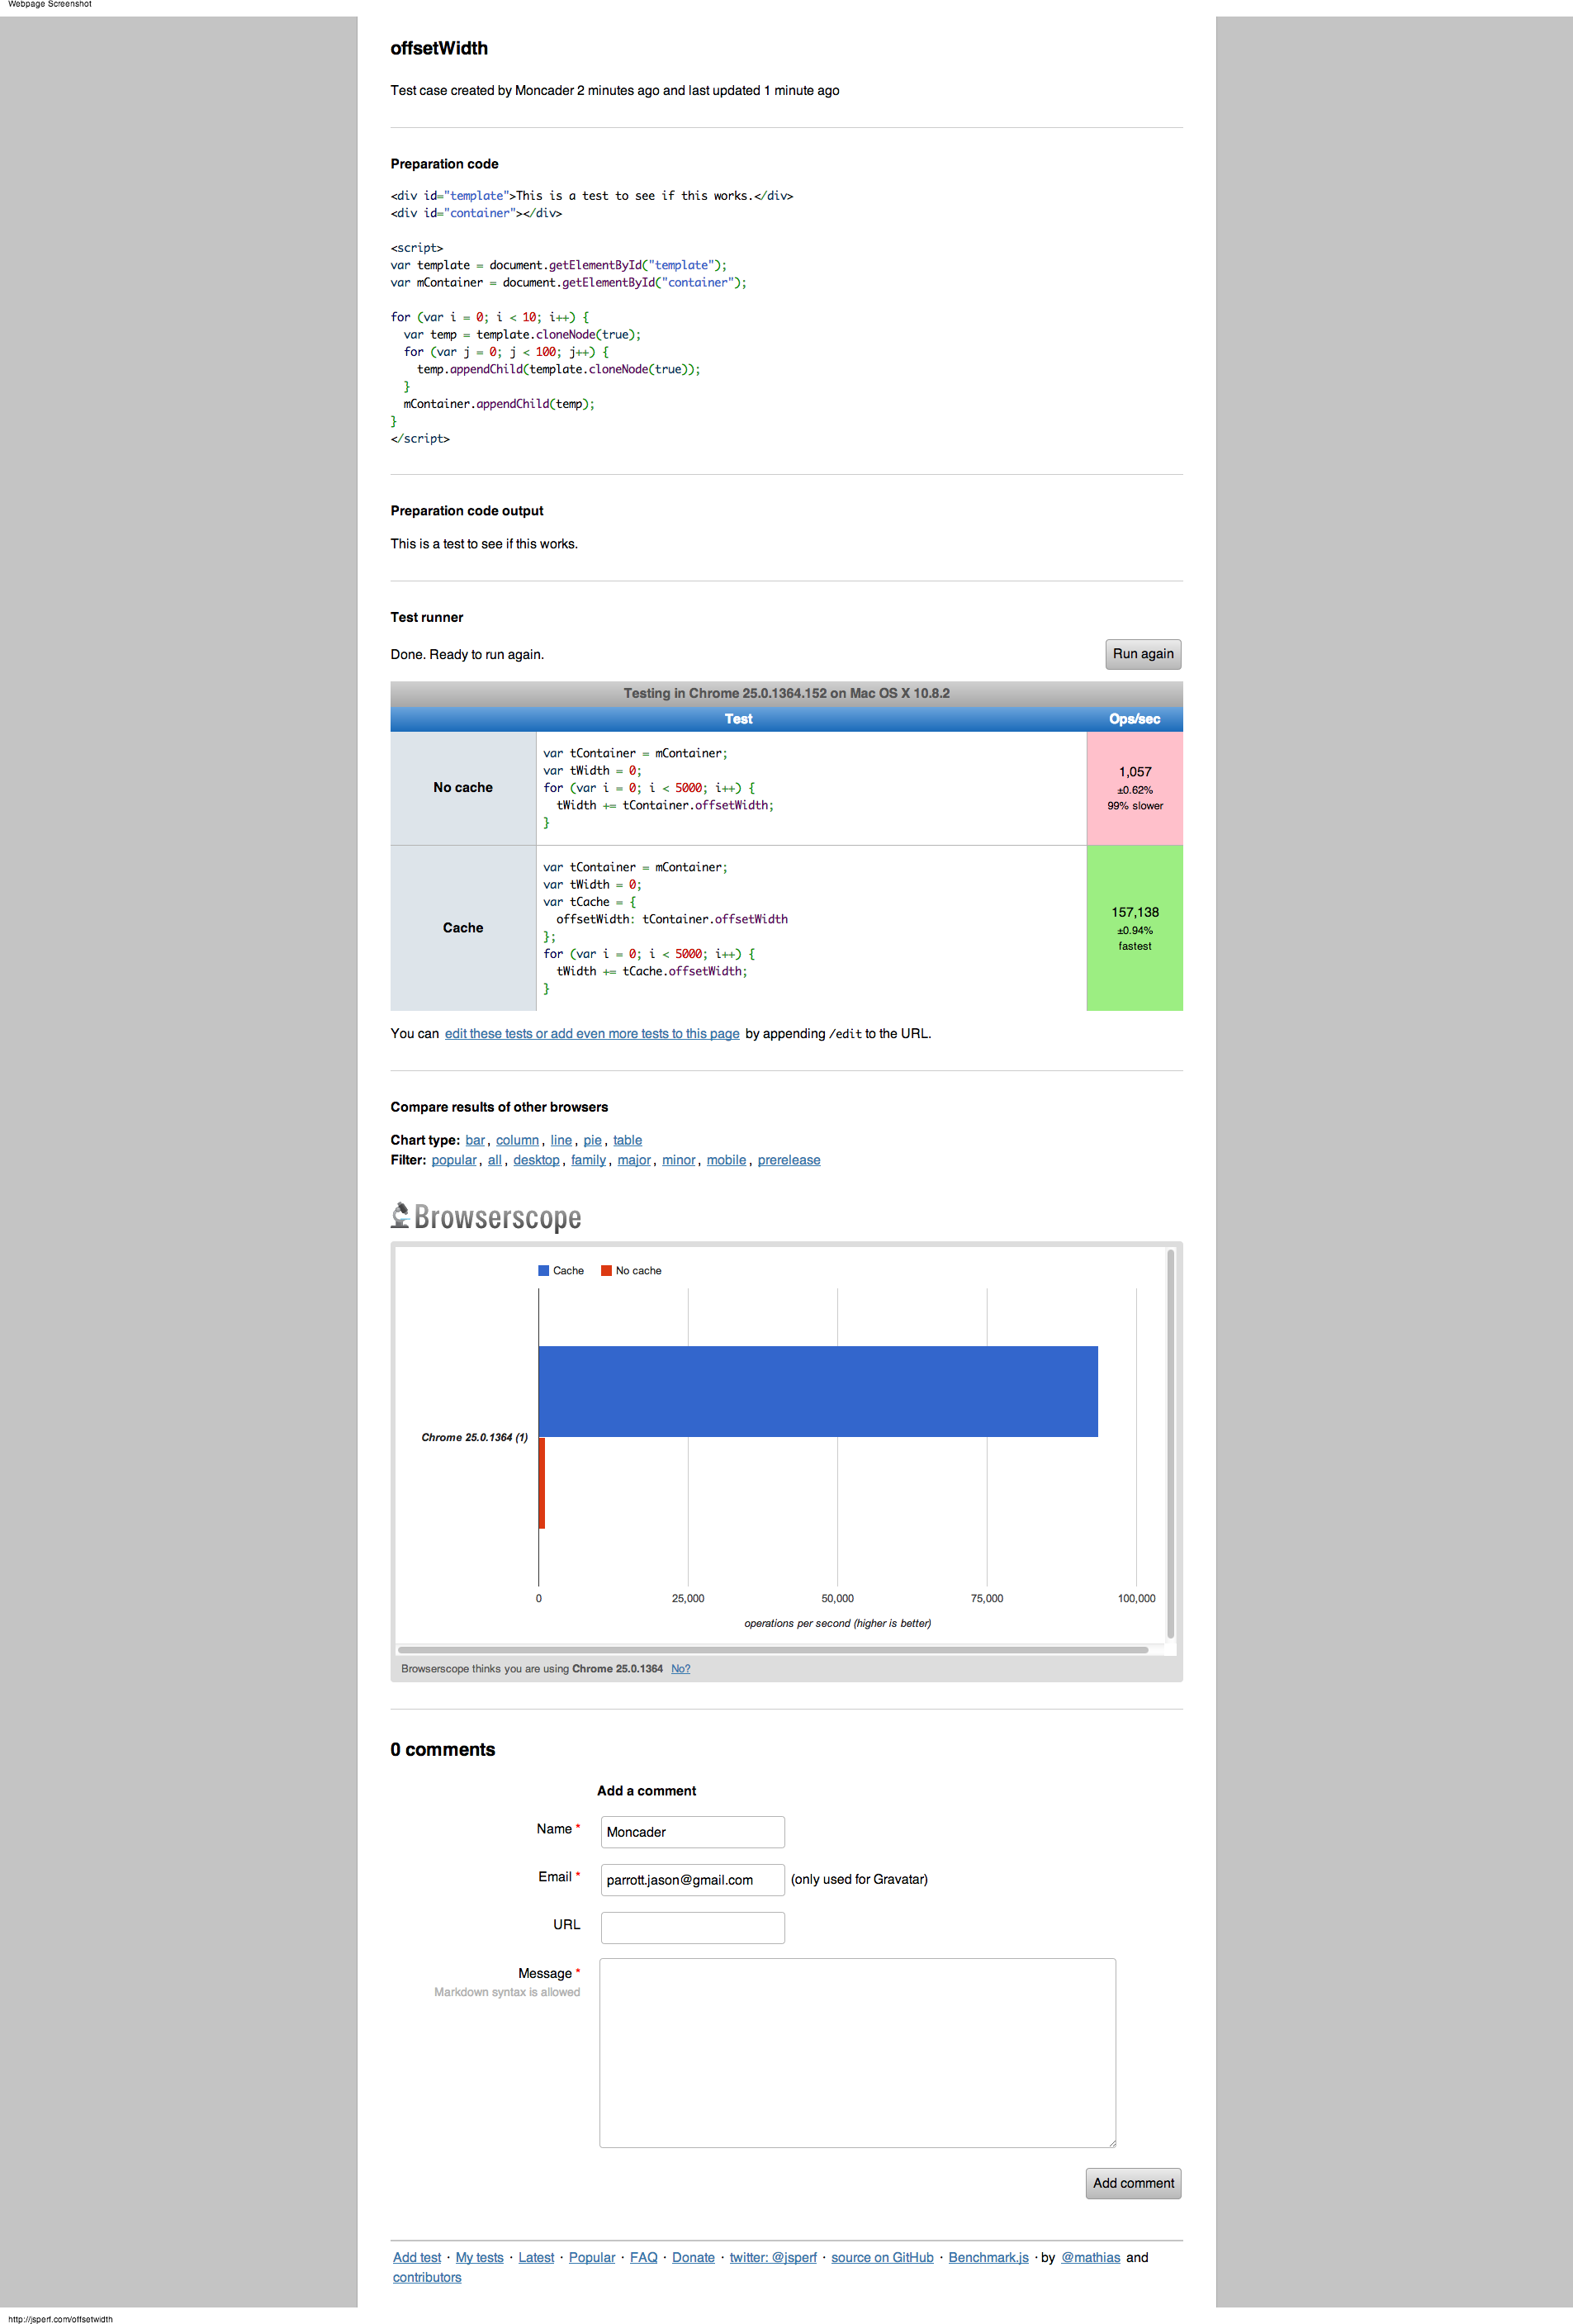 Webpage Screenshot
offsetWidth
Test case created by Moncader 2 minutes ago and last updated 1 minute ago
Preparation code
<div id="template">This is a test to see if this works.</div>
<div id="container"></div>
<script>
var template = document.getElementById("template");
var mContainer = document.getElementById("container");
for (var i = 0; i < 10; i++) {
  var temp = template.cloneNode(true);
  for (var j = 0; j < 100; j++) {
    temp.appendChild(template.cloneNode(true));
  }
  mContainer.appendChild(temp);
}
</script>
Preparation code output
This is a test to see if this works.
Test runner
Done. Ready to run again.
Run again
Testing in Chrome 25.0.1364.152 on Mac OS X 10.8.2
Test Ops/sec
No cache
var tContainer = mContainer;
var tWidth = 0;
for (var i = 0; i < 5000; i++) {
  tWidth += tContainer.offsetWidth;
}
1,057
±0.62%
99% slower
Cache
var tContainer = mContainer;
var tWidth = 0;
var tCache = {
  offsetWidth: tContainer.offsetWidth
};
for (var i = 0; i < 5000; i++) {
  tWidth += tCache.offsetWidth;
}
157,138
±0.94%
fastest
You can edit these tests or add even more tests to this page by appending /edit to the URL.
Compare results of other browsers
Chart type: bar, column, line, pie, table
Filter: popular, all, desktop, family, major, minor, mobile, prerelease
Browserscope
Cache No cache
Chrome 25.0.1364 (1)
0 25,000 50,000 75,000 100,000
operations per second (higher is better)
Browserscope thinks you are using Chrome 25.0.1364 No?
0 comments
Add a comment
Name * Moncader
Email * parrott.jason@gmail.com (only used for Gravatar)
URL
Message *
Markdown syntax is allowed
Add comment
Add test · My tests · Latest · Popular · FAQ · Donate · twitter: @jsperf · source on GitHub · Benchmark.js · by @mathias and
contributors
http://jsperf.com/offsetwidth